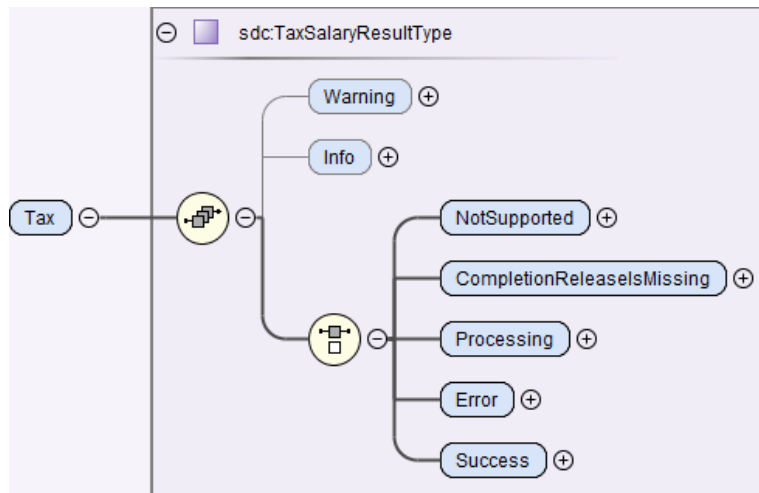 sdc:TaxSalaryResultType
Warning
Info
Tax
NotSupported
CompletionReleaseIsMissing
Processing
Error
Success